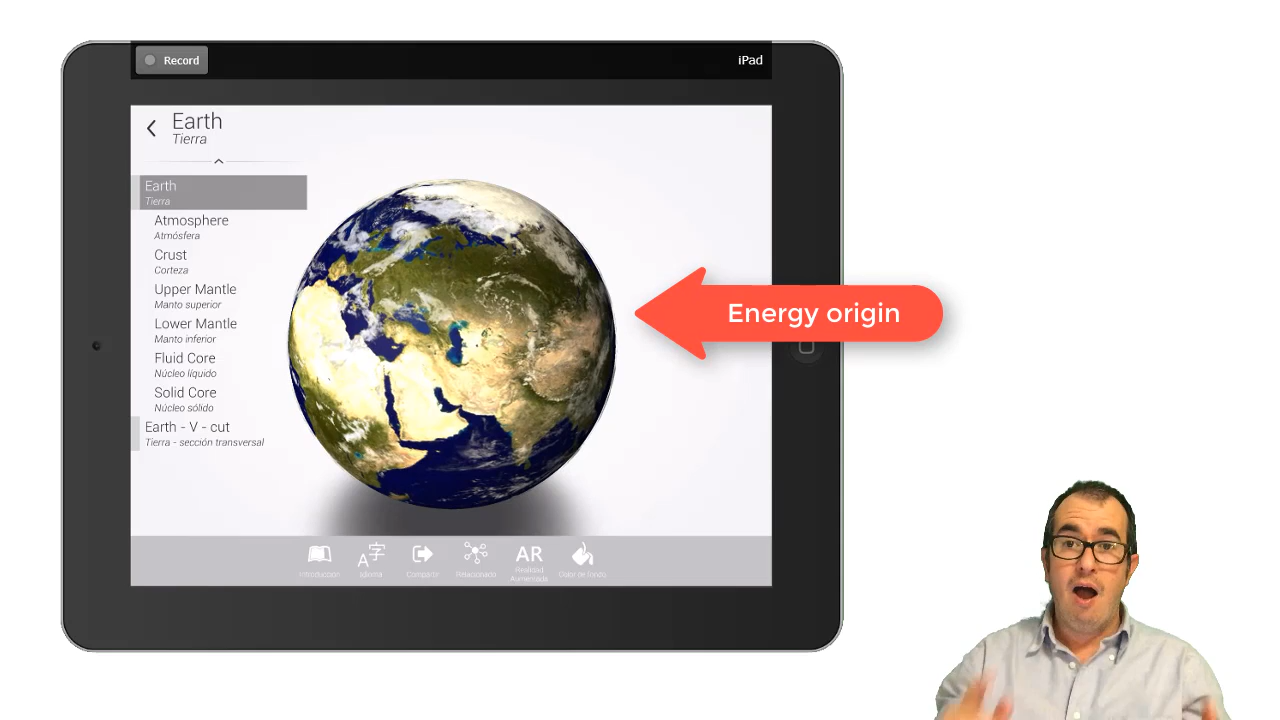 Record
iPad
Earth
Tierra
Earth
Tierra
Atmosphere
Atmósfera
Crust
Corteza
Upper Mantle
Manto superior
Lower Mantle
Manto inferior
Fluid Core
Núcleo líquido
Solid Core
Núcleo sólido
Earth - V - cut
Tierra - sección transversal
Energy origin
A字
AR
Introducción
Idioma
Compartir
Relacionado
Realidad
Aumentada
Color de fondo